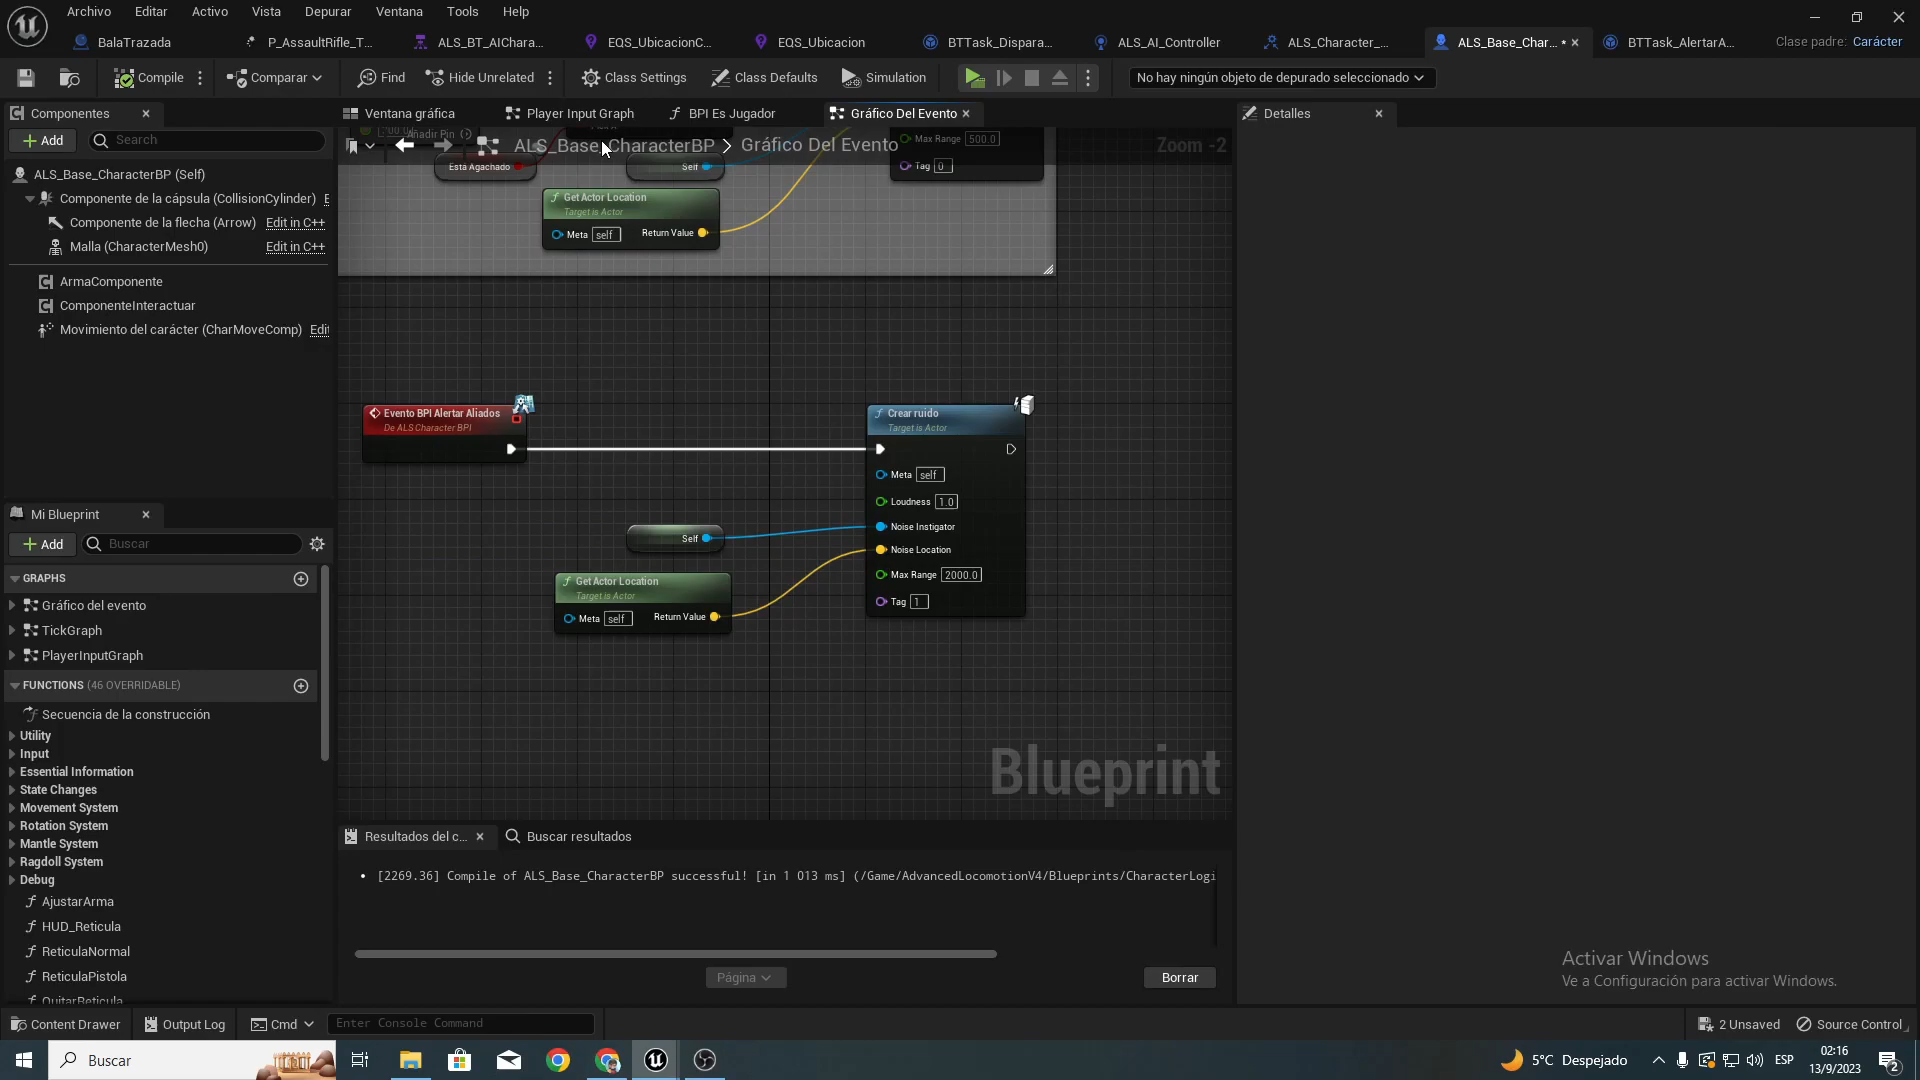 Archivo Editar Activo Vista Depurar Ventana Tools Help
BalaTrazada P_AssaultRifle_T... ALS_BT_AIChara... EQS_UbicacionC... EQS_Ubicacion BTTask_Dispara... ALS_AI_Controller ALS_Character_... ALS_Base_Char... * BTTask_AlertarA... Clase padre: Carácter
Compile Comparar Find Hide Unrelated Class Settings Class Defaults Simulation No hay ningún objeto de depurado seleccionado
Componentes Ventana gráfica Player Input Graph BPI Es Jugador Gráfico Del Evento Detalles
Add Search
ALS_Base_CharacterBP > Gráfico Del Evento Zoom -2
Añadir Pin
Max Range 500.0
Está Agachado Self Tag 0
ALS_Base_CharacterBP (Self)
Componente de la cápsula (CollisionCylinder) E
Componente de la flecha (Arrow) Edit in C++
Malla (CharacterMesh0) Edit in C++
ArmaComponente
ComponenteInteractuar
Movimiento del carácter (CharMoveComp) Edit
Get Actor Location
Target is Actor
Meta self Return Value
Evento BPI Alertar Aliados
De ALS Character BPI
Crear ruido
Target is Actor
Meta self
Loudness 1.0
Noise Instigator
Noise Location
Max Range 2000.0
Tag 1
Self
Get Actor Location
Target is Actor
Meta self Return Value
Blueprint
Mi Blueprint
Add Buscar
GRAPHS
Gráfico del evento
TickGraph
PlayerInputGraph
FUNCTIONS (46 OVERRIDABLE)
Secuencia de la construcción
Utility
Input
Essential Information
State Changes
Movement System
Rotation System
Mantle System
Ragdoll System
Debug
AjustarArma
HUD_Reticula
ReticulaNormal
ReticulaPistola
QuitarReticula
Resultados del c... Buscar resultados
• [2269.36] Compile of ALS_Base_CharacterBP successful! [in 1 013 ms] (/Game/AdvancedLocomotionV4/Blueprints/CharacterLogi
Página Borrar
Activar Windows
Ve a Configuración para activar Windows.
Content Drawer Output Log Cmd Enter Console Command 2 Unsaved Source Control
Buscar 5°C Despejado ESP 02:16
13/9/2023 2